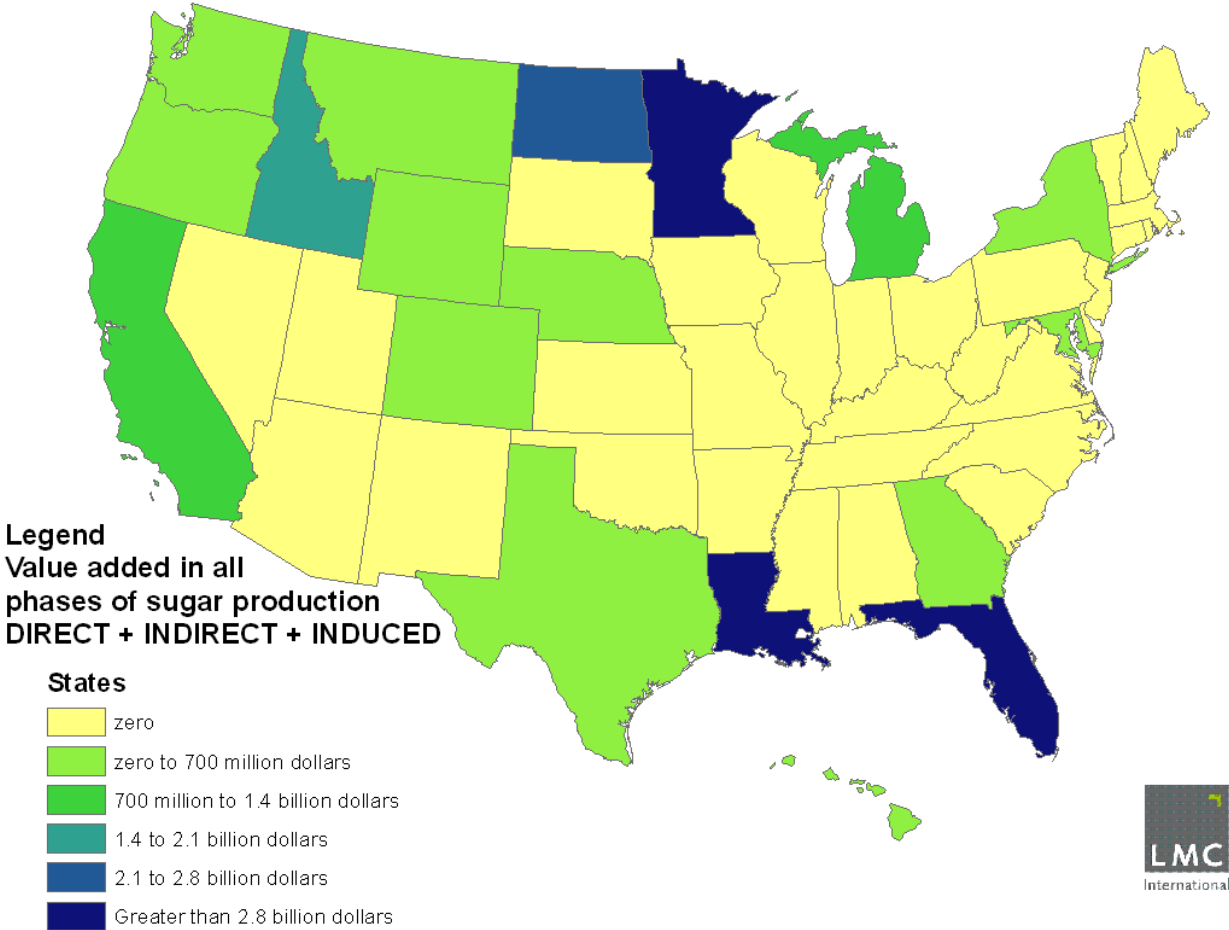 Legend
Value added in all
phases of sugar production
DIRECT + INDIRECT + INDUCED
States
zero
zero to 700 million dollars
700 million to 1.4 billion dollars
1.4 to 2.1 billion dollars
2.1 to 2.8 billion dollars
Greater than 2.8 billion dollars
LMC
International